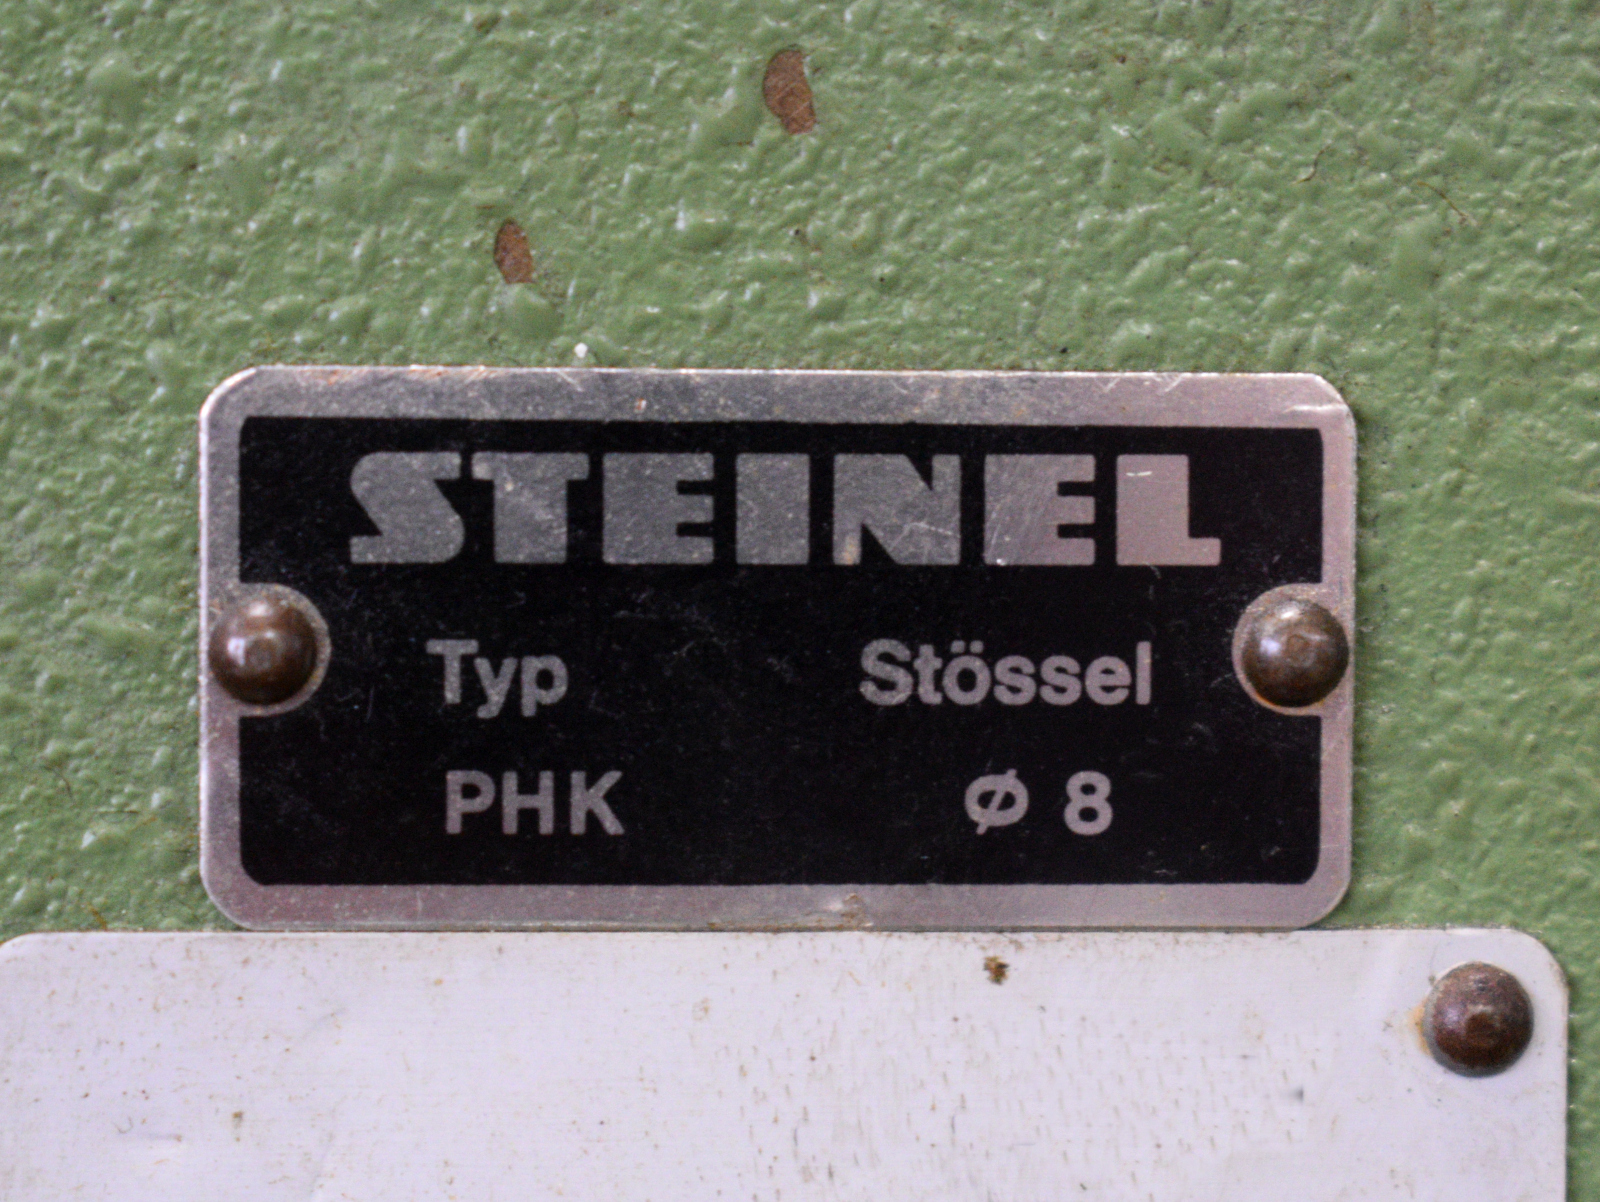 STEINEL
Typ Stössel
PHK Ø 8